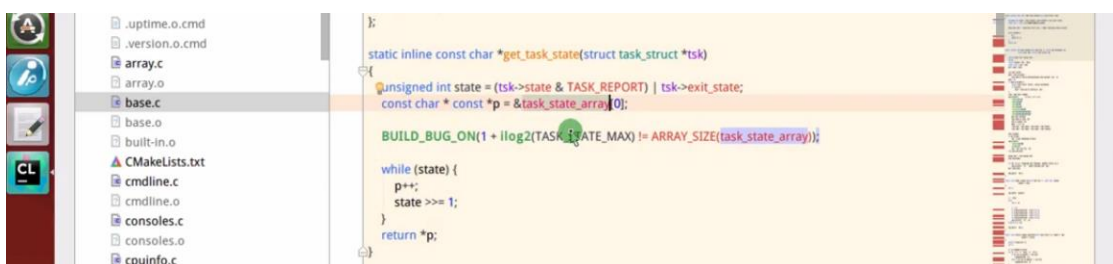 .uptime.o.cmd
.version.o.cmd
array.c
array.o
base.c
base.o
built-in.o
CMakeLists.txt
cmdline.c
cmdline.o
consoles.c
consoles.o
cpuinfo.c
CL
};
static inline const char *get_task_state(struct task_struct *tsk)
{
unsigned int state = (tsk->state & TASK_REPORT) | tsk->exit_state;
const char * const *p = &task_state_array[0];
BUILD_BUG_ON(1 + ilog2(TASK_STATE_MAX) != ARRAY_SIZE(task_state_array));
while (state) {
p++;
state >>= 1;
}
return *p;
}